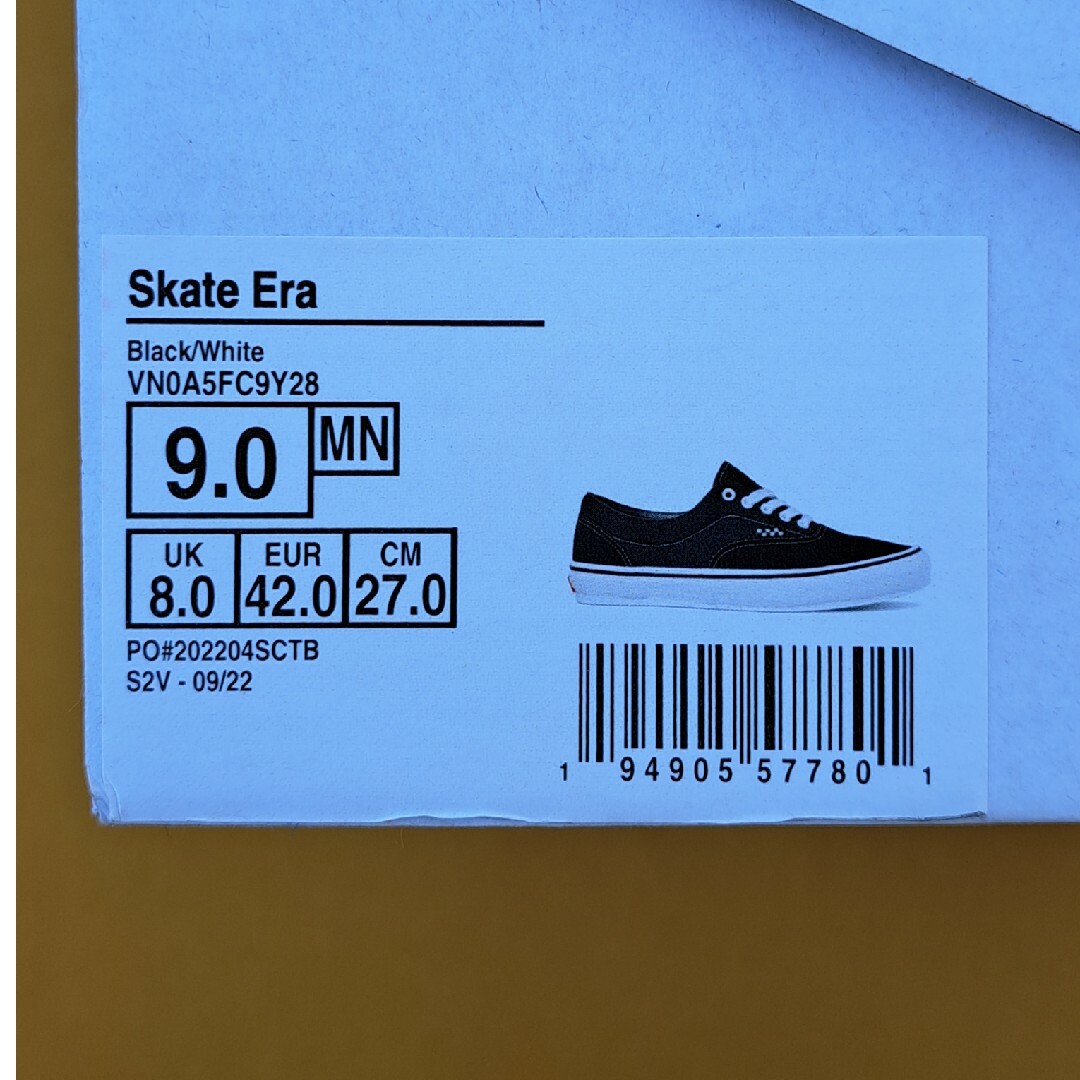 Skate Era
Black/White
VN0A5FC9Y28
9.0 MN
UK EUR CM
8.0 42.0 27.0
PO#202204SCTB
S2V - 09/22
1 94905 57780 1